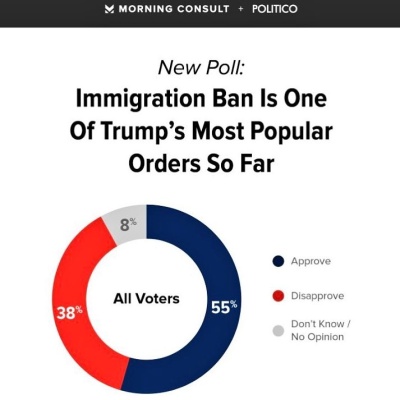 MORNING CONSULT + POLITICO
New Poll:
Immigration Ban Is One
Of Trump's Most Popular
Orders So Far
8%
38%
All Voters
55%
Approve
Disapprove
Don't Know /
No Opinion